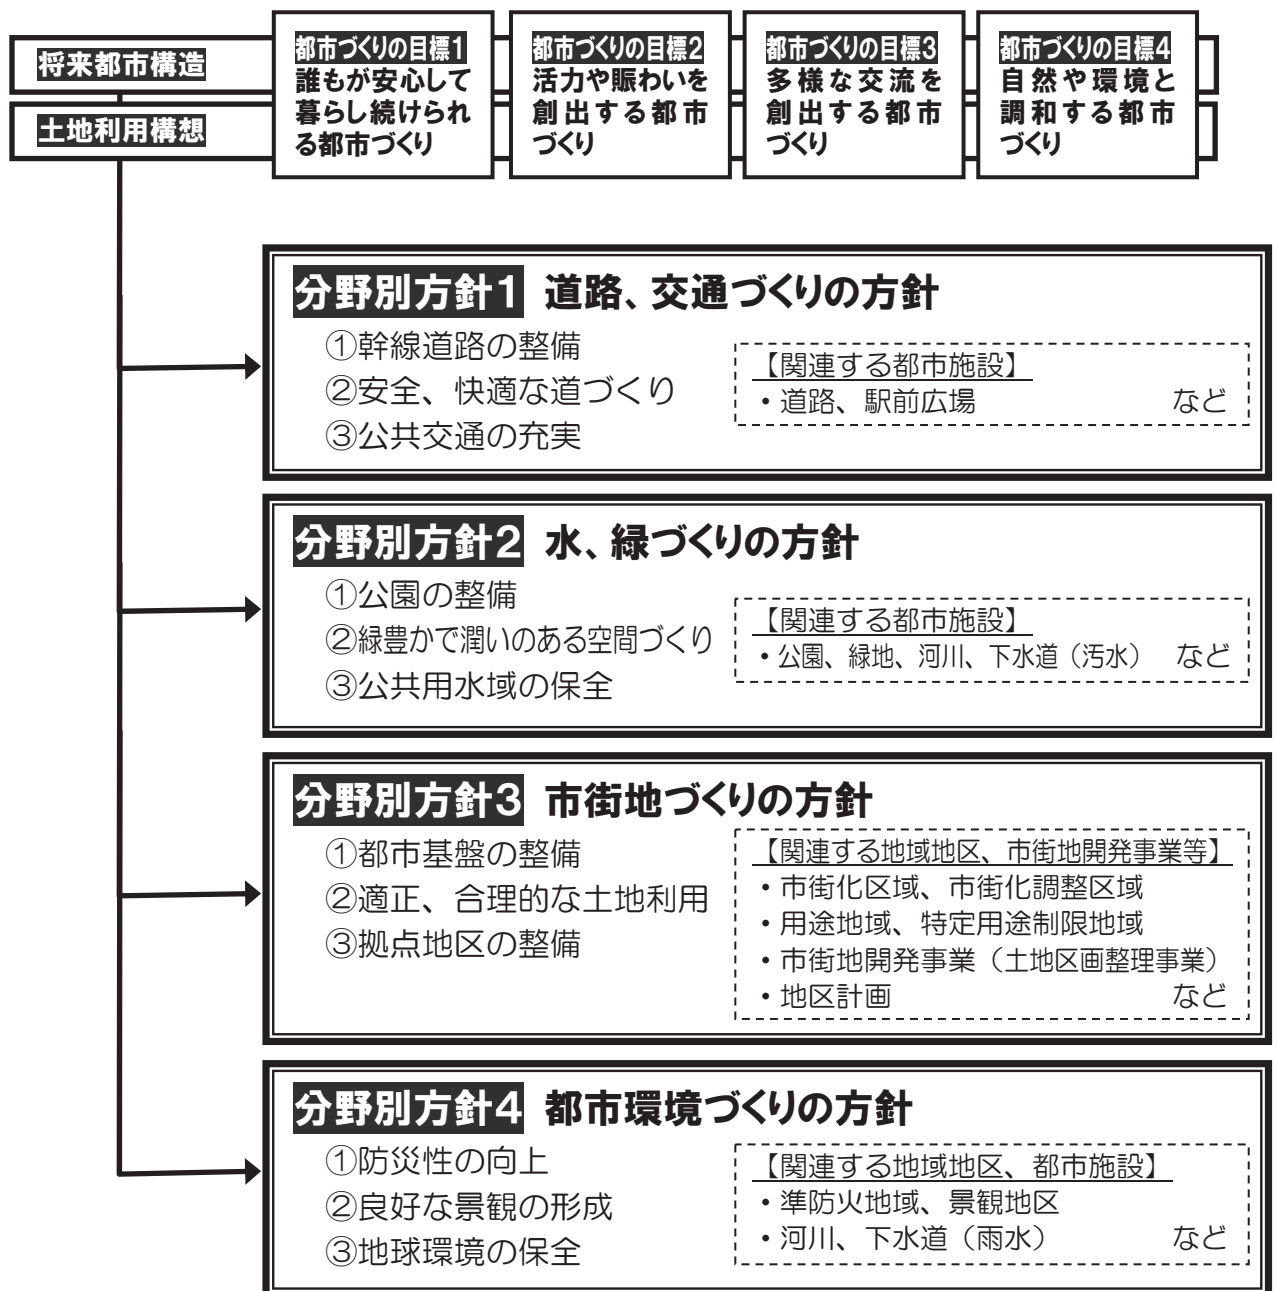 将来都市構造
土地利用構想
都市づくりの目標1
誰もが安心して
暮らし続けられ
る都市づくり
都市づくりの目標2
活力や賑わいを
創出する都市
づくり
都市づくりの目標3
多様な交流を
創出する都市
づくり
都市づくりの目標4
自然や環境と
調和する都市
づくり
分野別方針1 道路、交通づくりの方針
①幹線道路の整備
②安全、快適な道づくり
③公共交通の充実
【関連する都市施設】
・道路、駅前広場 など
分野別方針2 水、緑づくりの方針
①公園の整備
②緑豊かで潤いのある空間づくり
③公共用水域の保全
【関連する都市施設】
・公園、緑地、河川、下水道（汚水） など
分野別方針3 市街地づくりの方針
①都市基盤の整備
②適正、合理的な土地利用
③拠点地区の整備
【関連する地域地区、市街地開発事業等】
・市街化区域、市街化調整区域
・用途地域、特定用途制限地域
・市街地開発事業（土地区画整理事業）
・地区計画 など
分野別方針4 都市環境づくりの方針
①防災性の向上
②良好な景観の形成
③地球環境の保全
【関連する地域地区、都市施設】
・準防火地域、景観地区
・河川、下水道（雨水） など